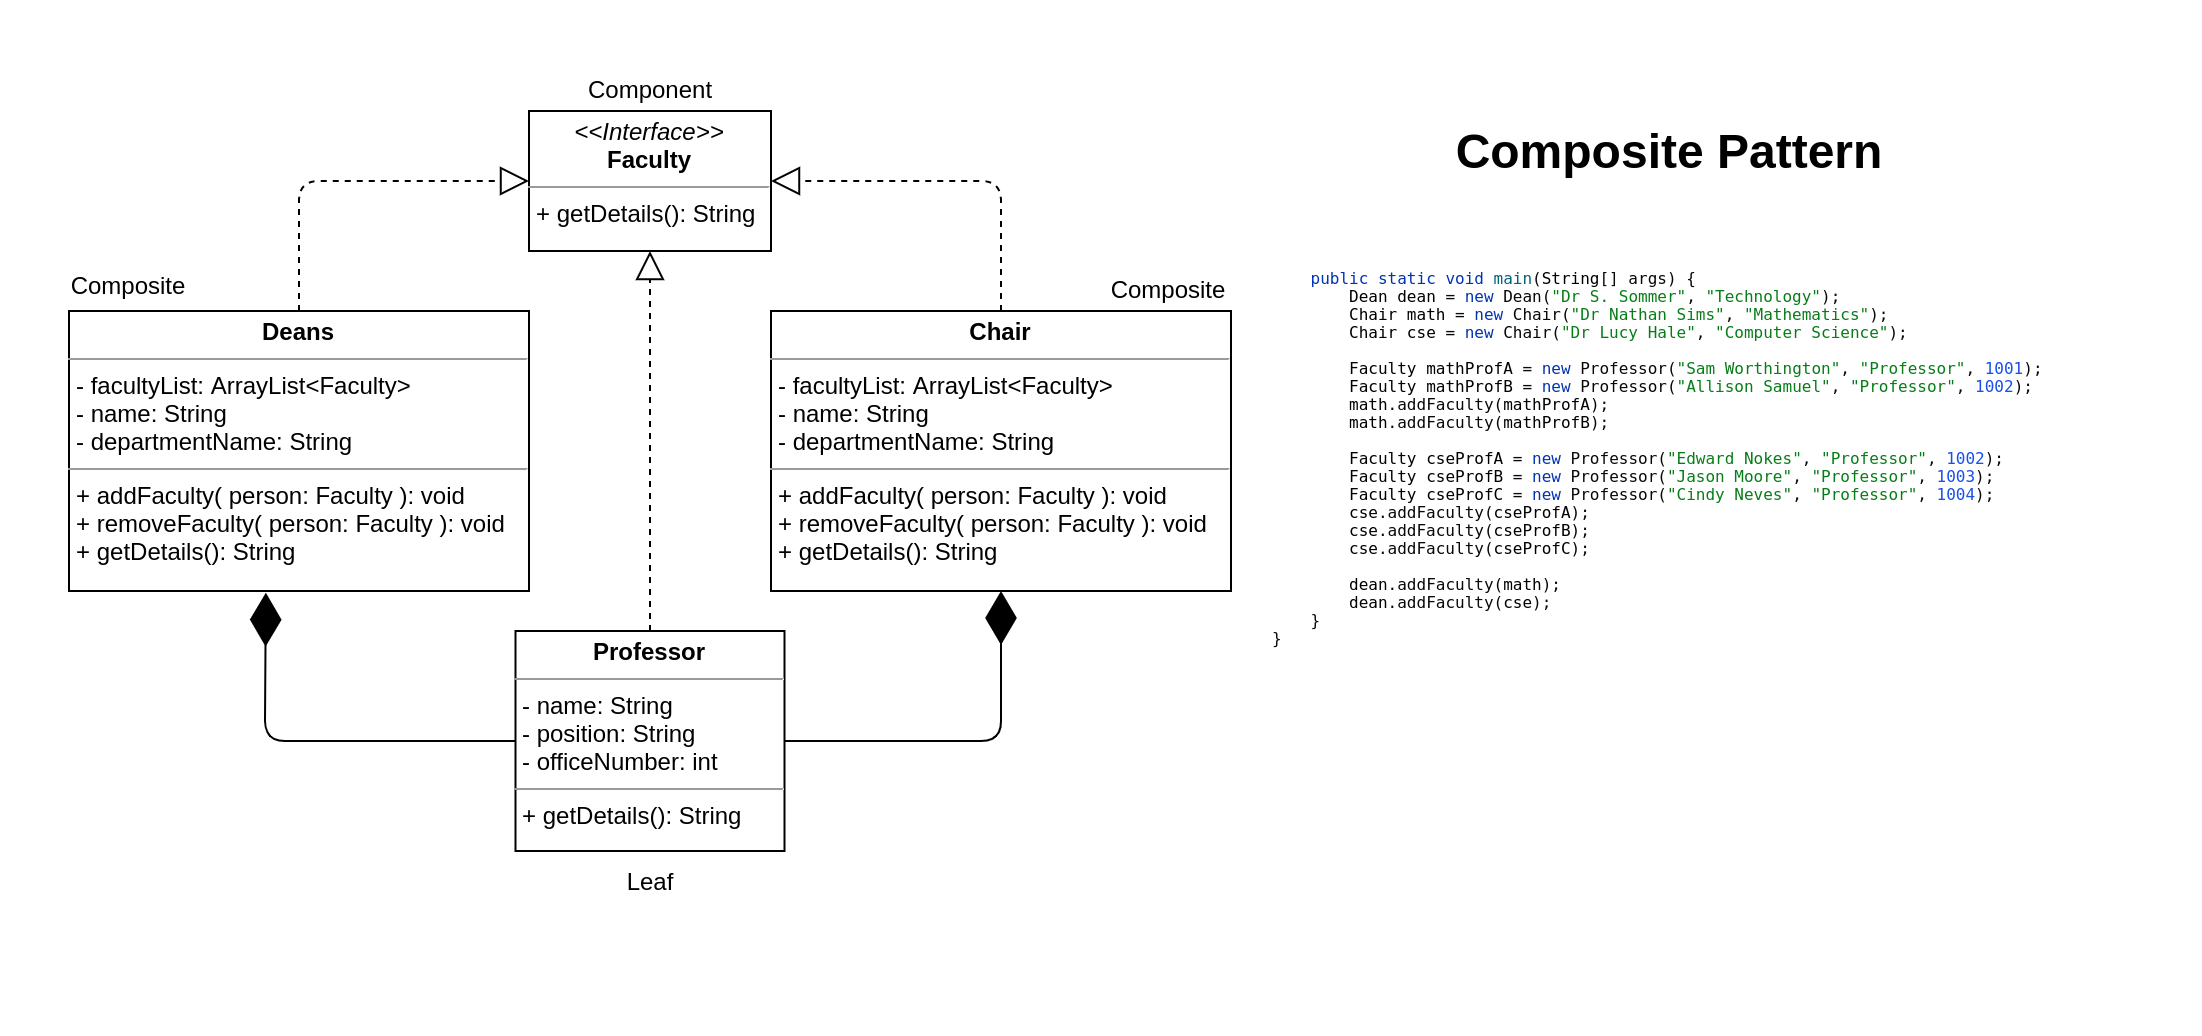 Component
<<Interface>>
Faculty
+ getDetails(): String
Composite
Deans
- facultyList: ArrayList<Faculty>
- name: String
- departmentName: String
+ addFaculty( person: Faculty ): void
+ removeFaculty( person: Faculty ): void
+ getDetails(): String
Composite
Chair
- facultyList: ArrayList<Faculty>
- name: String
- departmentName: String
+ addFaculty( person: Faculty ): void
+ removeFaculty( person: Faculty ): void
+ getDetails(): String
Professor
- name: String
- position: String
- officeNumber: int
+ getDetails(): String
Leaf
Composite Pattern
    public static void main(String[] args) {
        Dean dean = new Dean("Dr S. Sommer", "Technology");
        Chair math = new Chair("Dr Nathan Sims", "Mathematics");
        Chair cse = new Chair("Dr Lucy Hale", "Computer Science");
        Faculty mathProfA = new Professor("Sam Worthington", "Professor", 1001);
        Faculty mathProfB = new Professor("Allison Samuel", "Professor", 1002);
        math.addFaculty(mathProfA);
        math.addFaculty(mathProfB);
        Faculty cseProfA = new Professor("Edward Nokes", "Professor", 1002);
        Faculty cseProfB = new Professor("Jason Moore", "Professor", 1003);
        Faculty cseProfC = new Professor("Cindy Neves", "Professor", 1004);
        cse.addFaculty(cseProfA);
        cse.addFaculty(cseProfB);
        cse.addFaculty(cseProfC);
        dean.addFaculty(math);
        dean.addFaculty(cse);
    }
}